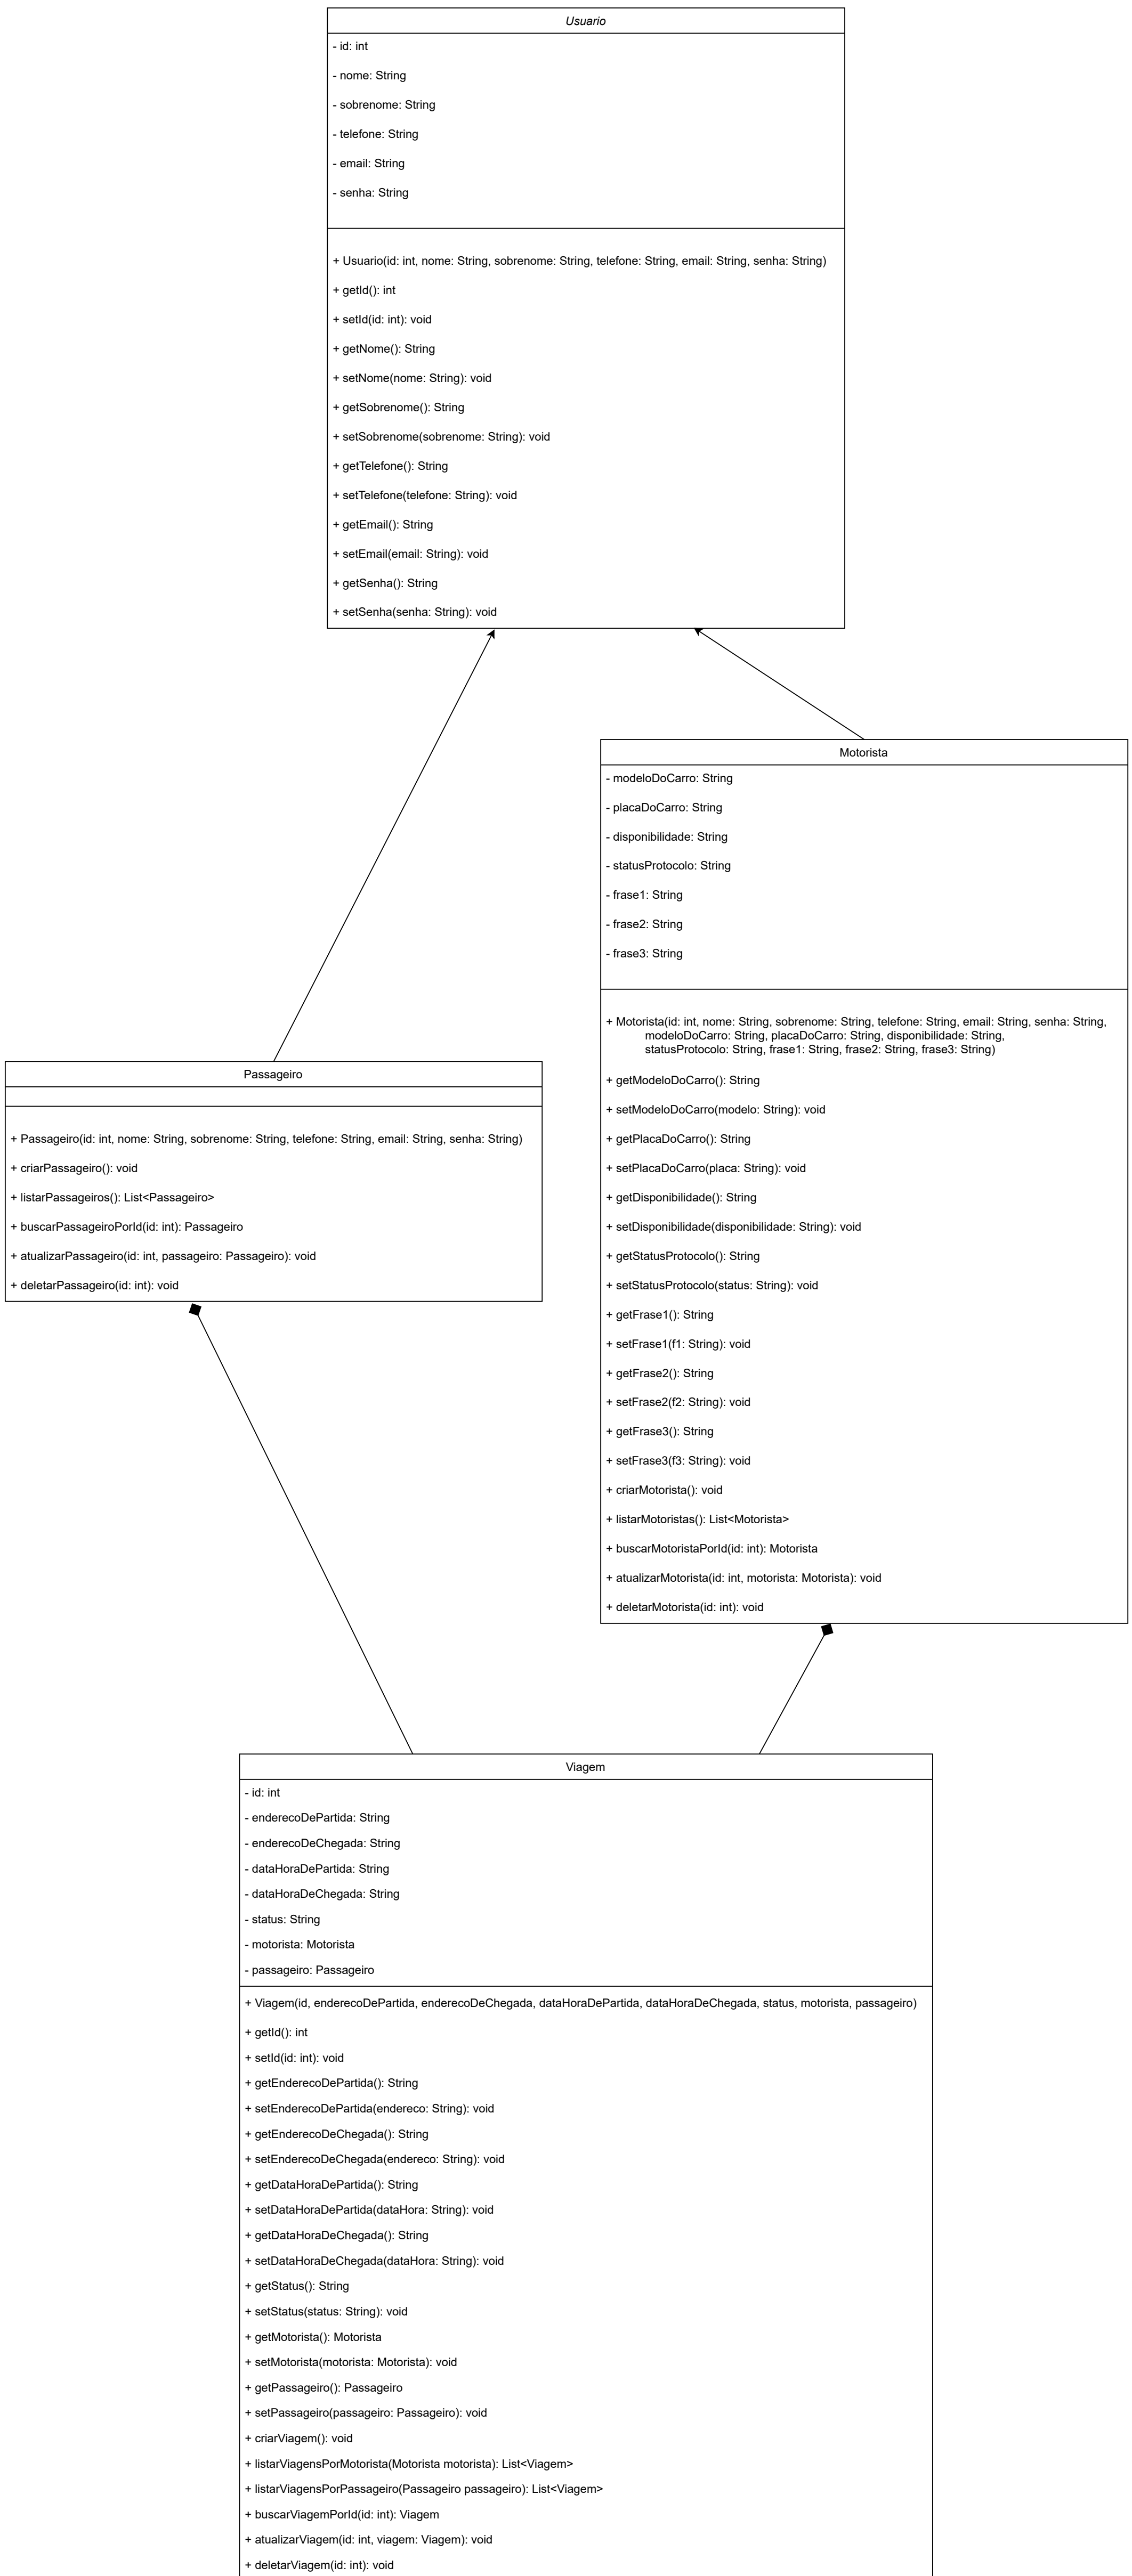 Usuario
- id: int
- nome: String
- sobrenome: String
- telefone: String
- email: String
- senha: String
+ Usuario(id: int, nome: String, sobrenome: String, telefone: String, email: String, senha: String)
+ getId(): int
+ setId(id: int): void
+ getNome(): String
+ setNome(nome: String): void
+ getSobrenome(): String
+ setSobrenome(sobrenome: String): void
+ getTelefone(): String
+ setTelefone(telefone: String): void
+ getEmail(): String
+ setEmail(email: String): void
+ getSenha(): String
+ setSenha(senha: String): void
Motorista
- modeloDoCarro: String
- placaDoCarro: String
- disponibilidade: String
- statusProtocolo: String
- frase1: String
- frase2: String
- frase3: String
+ Motorista(id: int, nome: String, sobrenome: String, telefone: String, email: String, senha: String,
modeloDoCarro: String, placaDoCarro: String, disponibilidade: String,
statusProtocolo: String, frase1: String, frase2: String, frase3: String)
+ getModeloDoCarro(): String
+ setModeloDoCarro(modelo: String): void
+ getPlacaDoCarro(): String
+ setPlacaDoCarro(placa: String): void
+ getDisponibilidade(): String
+ setDisponibilidade(disponibilidade: String): void
+ getStatusProtocolo(): String
+ setStatusProtocolo(status: String): void
+ getFrase1(): String
+ setFrase1(f1: String): void
+ getFrase2(): String
+ setFrase2(f2: String): void
+ getFrase3(): String
+ setFrase3(f3: String): void
+ criarMotorista(): void
+ listarMotoristas(): List<Motorista>
+ buscarMotoristaPorId(id: int): Motorista
+ atualizarMotorista(id: int, motorista: Motorista): void
+ deletarMotorista(id: int): void
Passageiro
+ Passageiro(id: int, nome: String, sobrenome: String, telefone: String, email: String, senha: String)
+ criarPassageiro(): void
+ listarPassageiros(): List<Passageiro>
+ buscarPassageiroPorId(id: int): Passageiro
+ atualizarPassageiro(id: int, passageiro: Passageiro): void
+ deletarPassageiro(id: int): void
Viagem
- id: int
- enderecoDePartida: String
- enderecoDeChegada: String
- dataHoraDePartida: String
- dataHoraDeChegada: String
- status: String
- motorista: Motorista
- passageiro: Passageiro
+ Viagem(id, enderecoDePartida, enderecoDeChegada, dataHoraDePartida, dataHoraDeChegada, status, motorista, passageiro)
+ getId(): int
+ setId(id: int): void
+ getEnderecoDePartida(): String
+ setEnderecoDePartida(endereco: String): void
+ getEnderecoDeChegada(): String
+ setEnderecoDeChegada(endereco: String): void
+ getDataHoraDePartida(): String
+ setDataHoraDePartida(dataHora: String): void
+ getDataHoraDeChegada(): String
+ setDataHoraDeChegada(dataHora: String): void
+ getStatus(): String
+ setStatus(status: String): void
+ getMotorista(): Motorista
+ setMotorista(motorista: Motorista): void
+ getPassageiro(): Passageiro
+ setPassageiro(passageiro: Passageiro): void
+ criarViagem(): void
+ listarViagensPorMotorista(Motorista motorista): List<Viagem>
+ listarViagensPorPassageiro(Passageiro passageiro): List<Viagem>
+ buscarViagemPorId(id: int): Viagem
+ atualizarViagem(id: int, viagem: Viagem): void
+ deletarViagem(id: int): void